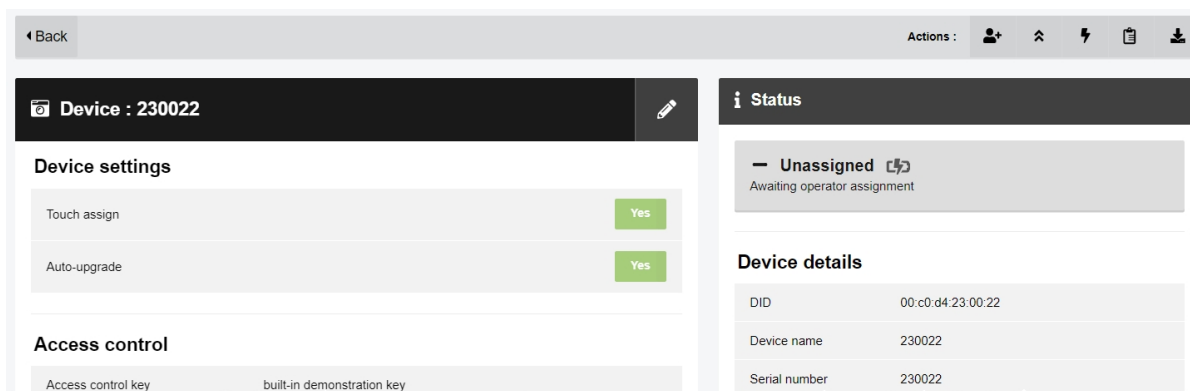 Back
Actions :
Device : 230022
Device settings
Touch assign Yes
Auto-upgrade Yes
Access control
Access control key built-in demonstration key
Status
Unassigned
Awaiting operator assignment
Device details
DID 00:c0:d4:23:00:22
Device name 230022
Serial number 230022